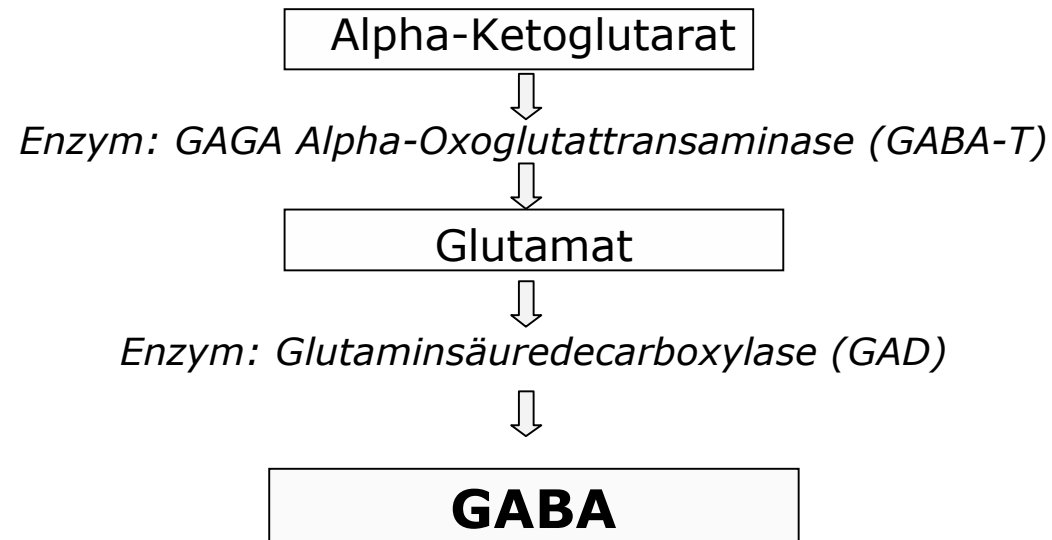 Alpha-Ketoglutarat
Enzym: GAGA Alpha-Oxoglutattransaminase (GABA-T)
Glutamat
Enzym: Glutaminsäuredecarboxylase (GAD)
GABA